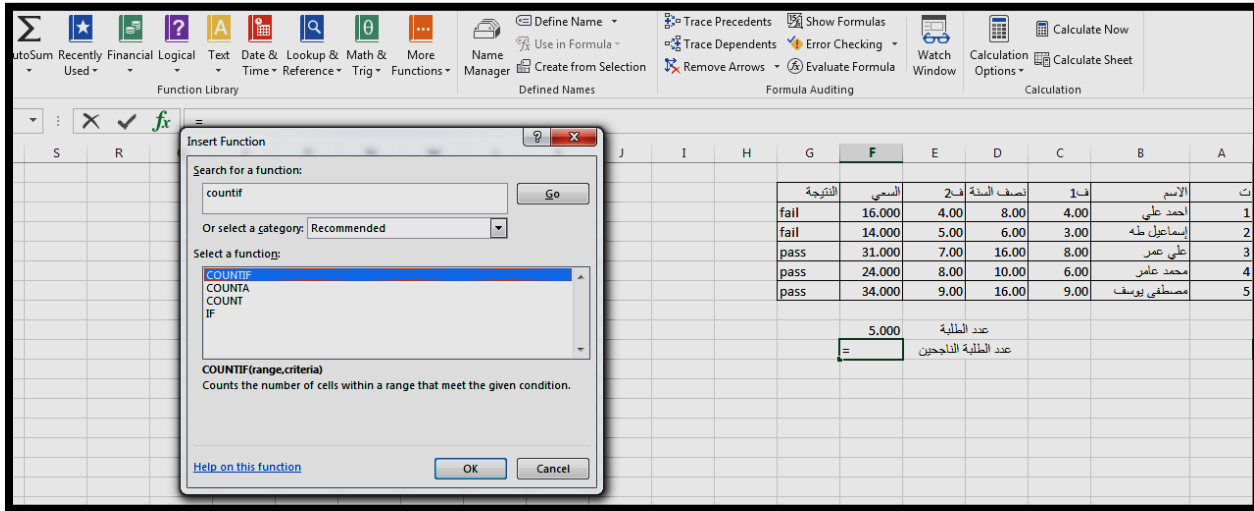 utoSum Recently Used Financial Logical Text Date & Time Lookup & Reference Math & Trig More Functions
Function Library
Name Manager
Define Name
Use in Formula
Create from Selection
Defined Names
Trace Precedents Show Formulas
Trace Dependents Error Checking
Remove Arrows Evaluate Formula
Watch Window
Formula Auditing
Calculation Options
Calculate Now
Calculate Sheet
Calculation
fx =
S R J I H G F E D C B A
Insert Function
Search for a function:
countif Go
Or select a category: Recommended
Select a function:
COUNTIF
COUNTA
COUNT
IF
COUNTIF(range,criteria)
Counts the number of cells within a range that meet the given condition.
Help on this function OK Cancel
ت الاسم ف1 نصف السنة ف2 السعي النتيجة
1 احمد علي 4.00 8.00 4.00 16.000 fail
2 إسماعيل طه 3.00 6.00 5.00 14.000 fail
3 علي عمر 8.00 16.00 7.00 31.000 pass
4 محمد عامر 6.00 10.00 8.00 24.000 pass
5 مصطفى يوسف 9.00 16.00 9.00 34.000 pass
عدد الطلبة 5.000
عدد الطلبة الناجحين =